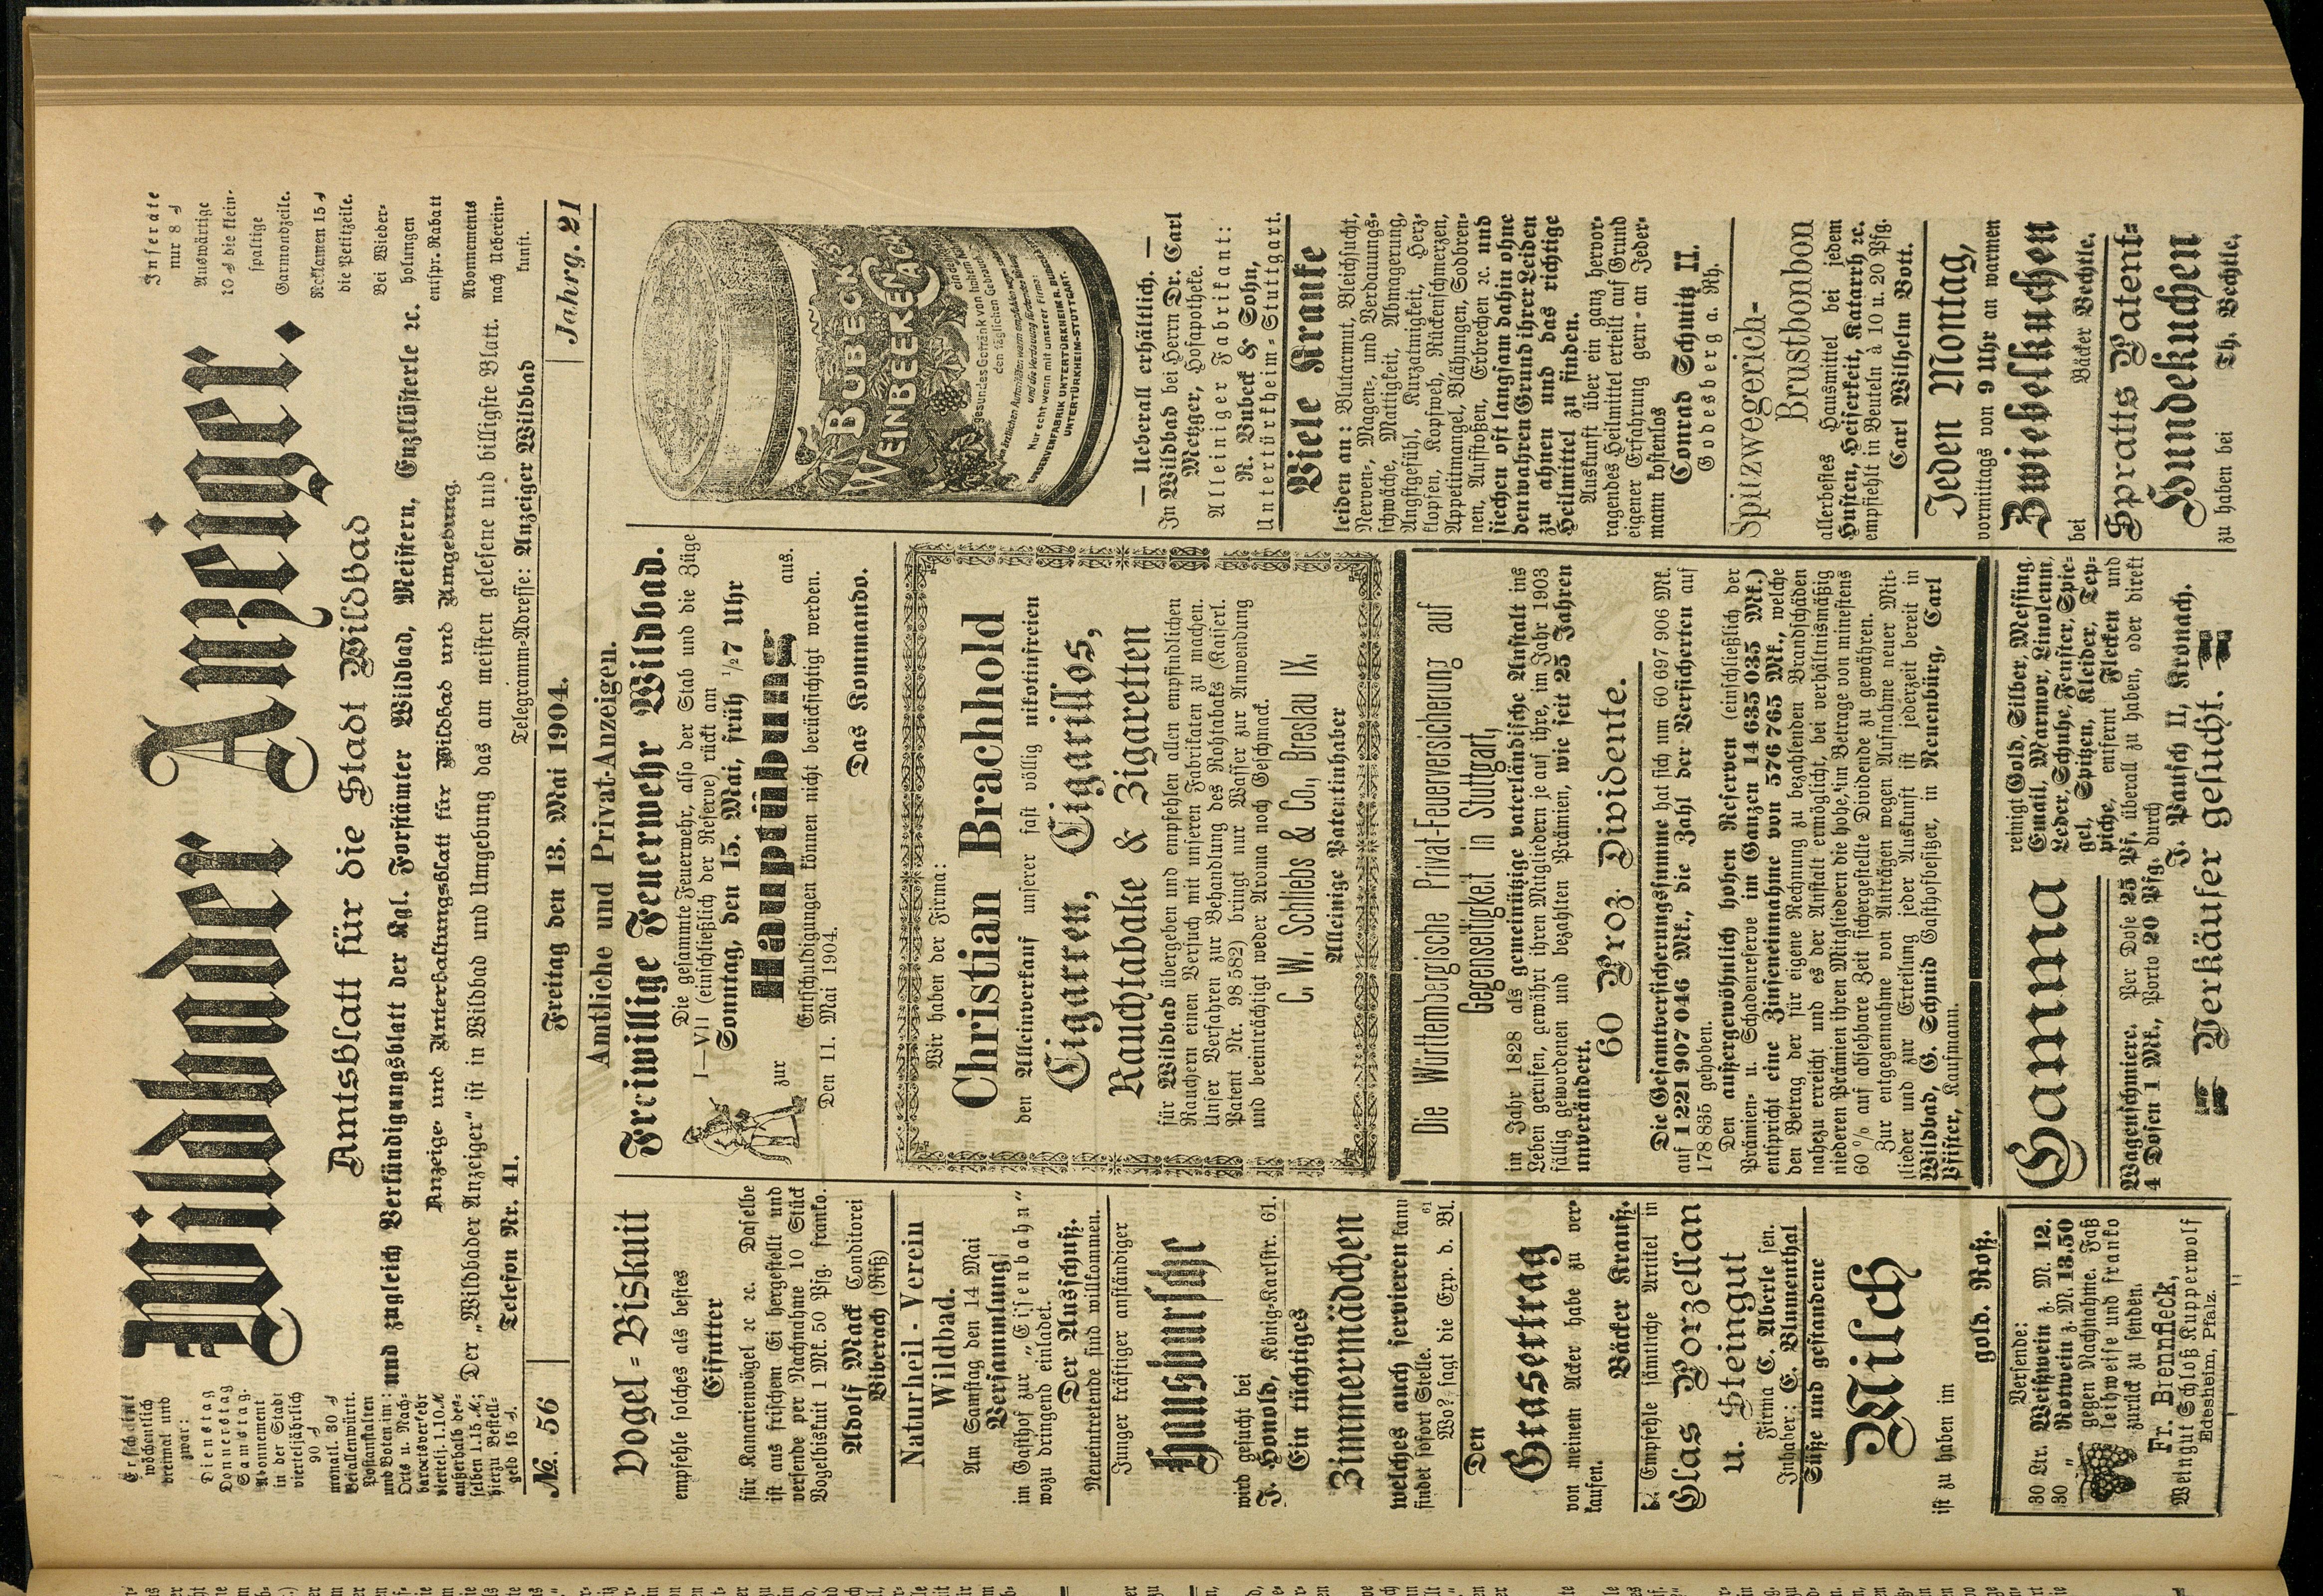 Erscheint
wöchentlich
dreimal und
zwar:
Dienstag
Donerstag
Samstag.
Abonnement
in der Stadt
vierteljährlich
90 ₰
monatl. 30 ₰
Bei allen württ.
Postanstalten
und Boten im
Orts u. Nach-
barortsverkehr
viertelj. 1.10 ℳ
außerhalb des-
selben 1.15 ℳ;
hierzu Bestell-
geld 15 ₰.
Wildbader Anzeiger.
Amtsblatt für die Stadt Wildbad
und zugleich Verkündigungsblatt der Kgl. Forstämter Wildbad, Meistern, Enzklösterle ꝛc.
Anzeige- und Unterhaltungsblatt für Wildbad und Umgebung.
Der „Wildbader Anzeiger" ist in Wildbad und Umgebung das am meisten gelesene und billigste Blatt.
Telefon Nr. 41.
Telegramm-Adresse: Anzeiger Wildbad
Inserate
nur 8 ₰
Auswärtige
10 ₰ die klein-
spaltige
Garmondzeile.
Reklamen 15 ₰
die Petitzeile.
Bei Wieder-
holungen
entspr. Rabatt
Abonnements
nach Ueberein-
kunft.
No. 56
Freitag den 13. Mai 1904.
Jahrg. 21
Amtliche und Privat-Anzeigen.
Vogel-Biskuit
empfehle solches als bestes
Eifutter
für Kanarienvögel ꝛc ꝛc. Daselbe
ist aus frischem Ei hergestellt und
versende per Nachnahme 10 Stück
Vogelbiskuit 1 Mk. 50 Pfg. franko.
Adolf Mack Conditorei
Biberach (Riß)
Naturheil-Verein
Wildbad.
Am Samstag den 14 Mai
Versammlung
im Gasthof zur „Eisenbahn"
wozu dringend einladet.
Der Ausschuß.
Neueintretende sind willkommen.
Junger kräftiger anständiger
Hausbursche
wird gesucht bei
J. Honold, König-Karlstr. 61.
Ein tüchtiges
Zimmermädchen
welches auch servieren kann
findet sofort Stelle. 61
Wo? sagt die Exp. d. Bl.
Den
Grasertrag
von meinem Acker habe zu ver-
kaufen.
Bäcker Krauß.
Empfehle sämtliche Artikel in
Glas Porzellan
u. Steingut
Firma C. Aberle sen.
Inhaber: E. Blumenthal
Süße und gestandene
Milch
ist zu haben im
gold. Roß.
Versende:
30 Ltr. Weißwein z. M. 12.
30 „ Rotwein z. M. 13.50
gegen Nachnahme. Faß
leihweise und franko
zurück zu senden.
Fr. Brennfleck,
Weingut Schloß Kupperwolf
Edesheim, Pfalz.
Freiwillige Feuerwehr Wildbad.
Die gesammte Feuerwehr, also der Stab und die Züge
I—VII (einschließlich der Reserve) rückt am
Sonntag, den 15. Mai, früh 1/27 Uhr
zur Hauptübung aus.
Entschuldigungen können nicht berücksichtigt werden.
Den 11. Mai 1904.
Das Kommando.
Wir haben der Firma:
Christian Brachhold
den Alleinverkauf unserer fast völlig nikotinfreien
Cigarren, Cigarillos,
Rauchtabake & Zigaretten
für Wildbad übergeben und empfehlen allen empfindlichen
Rauchern einen Versuch mit unseren Fabrikaten zu machen.
Unser Verfahren zur Behandlung des Rohtabaks (Kaiserl.
Patent Nr. 98582) bringt nur Wasser zur Anwendung
und beeinträchtigt weder Aroma noch Geschmack.
C. W. Schliebs & Co., Breslau IX.
Alleinige Patentinhaber
Die Württembergische Privat-Feuerversicherung auf
Gegenseitigkeit in Stuttgart,
im Jahr 1828 als gemeinnützige vaterländische Anstalt ins
Leben gerufen, gewährt ihren Mitgliedern je auf ihre, im Jahr 1903
fällig gewordenen und bezahlten Prämien, wie seit 25 Jahren
unverändert.
60 Proz. Dividente.
Die Gesamtversicherungssumme hat sich um 60 697 906 Mk.
auf 1 221 907 046 Mk., die Zahl der Versicherten auf
178 835 gehoben.
Den außergewöhnlich hohen Reserven (einschließlich der
Prämien- u. Schadenreserve im Ganzen 14 635 035 Mk.)
entspricht eine Zinseneinnahme von 576 765 Mk., welche
den Betrag der für eigene Rechnung zu bezahlenden Brandschäden
nahezu erreicht und es der Anstalt ermöglicht, bei verhältnismäßig
niederen Prämien ihren Mitgliedern die hohe, im Betrage von mindestens
60 % auf absehbare Zeit sichergestellte Dividende zu gewähren.
Zur entgegennahme von Anträgen wegen Aufnahme neuer Mit-
glieder und zur Erteilung jeder Auskunft ist jederzeit bereit in
Wildbad, G. Schmid Gasthofbesitzer, in Neuenbürg, Carl
Pfister, Kaufmann.
Gamma
reinigt Gold, Silber, Messing,
Email, Marmor, Linoleum,
Leder, Schuhe, Fenster, Spie-
gel, Spitzen, Kleider, Tep-
piche, entfernt Flecken und
Wagenschmiere. Per Dose 25 Pf. überall zu haben, oder direkt
4 Dosen 1 Mk., Porto 20 Pfg. durch
J. Pausch II, Kronach.
☛ Verkäufer gesucht. ☚
BUBECK'S
WEINBEEREN
Gesundes Getränk von hohem
den täglichen Gebrauch
Nur echt wenn mit unserer Firma:
CONSERVENFABRIK UNTERTÜRKHEIM R. BUBECK
UNTERTÜRKHEIM-STUTTGART.
— Ueberall erhältlich. —
In Wildbad bei Herrn Dr. Carl
Metzger, Hofapotheke.
Alleiniger Fabrikant:
R. Bubeck & Sohn,
Untertürkheim-Stuttgart.
Viele Kranke
leiden an: Blutarmut, Bleichsucht,
Nerven-, Magen-, und Verdauungs-
schwäche, Mattigkeit, Abmagerung,
Angstgefühl, Kurzatmigkeit, Herz-
klopfen, Kopfweh, Rückenschmerzen,
Appetitmangel, Blähungen, Sodbren-
nen, Aufstoßen, Erbrechen ꝛc. und
siechen oft langsam dahin ohne
den wahren Grund ihrer Leiden
zu ahnen und das richtige
Heilmittel zu finden.
Auskunft über ein ganz hervor-
ragendes Heilmittel erteilt auf Grund
eigener Erfahrung gern an Jeder-
mann kostenlos
Conrad Schmitz II.
Godesberg a. Rh.
Spitzwegerich-
Brustbonbon
allerbestes Hausmittel bei jedem
Husten, Heiserkeit, Katarrh ꝛc.
empfiehlt in Beuteln à 10 u. 20 Pfg.
Carl Wilhelm Bott.
Jeden Montag,
vormittags von 9 Uhr an warmen
Zwiebelkuchen
bei Bäcker Bechtle.
Spratts Patent-
Hundekuchen
zu haben bei Th. Bechtle.